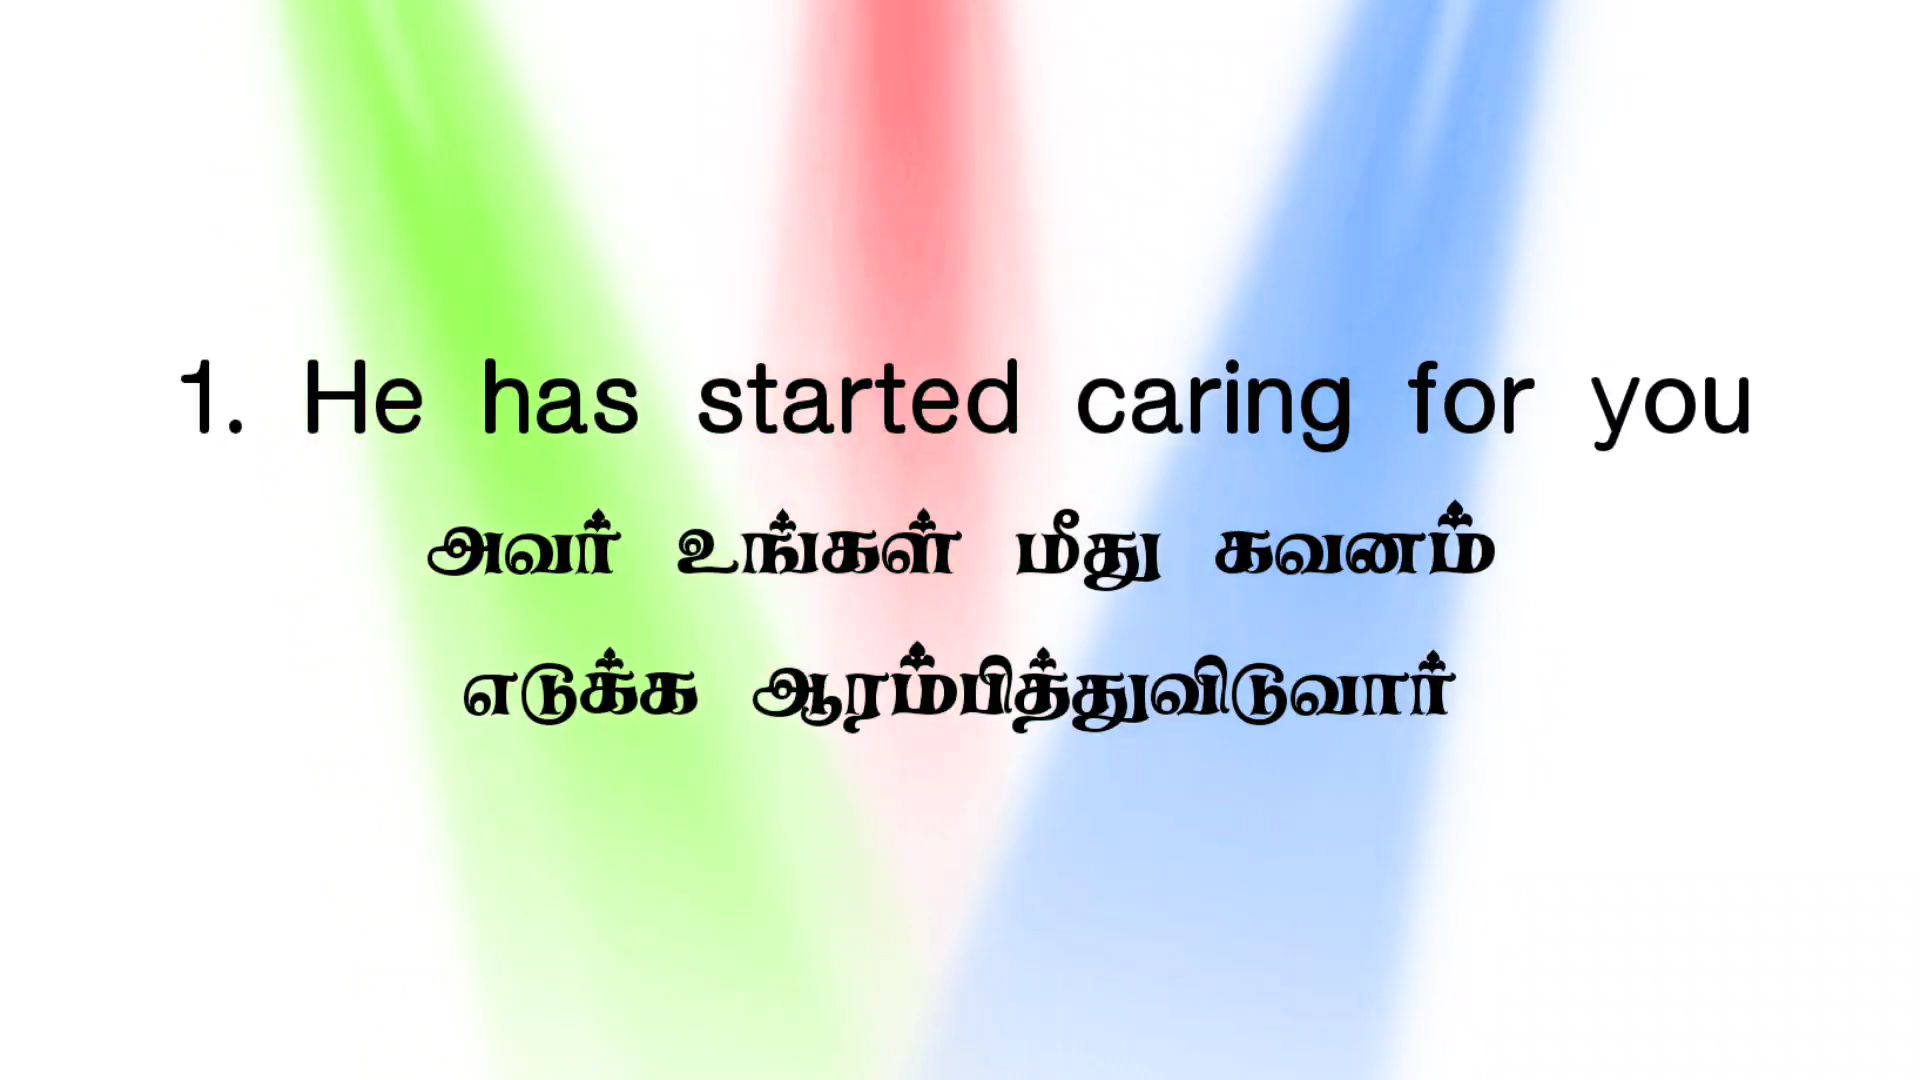 1. He has started caring for you
அவர் உங்கள் மீது கவனம்
எடுக்க ஆரம்பித்துவிடுவார்